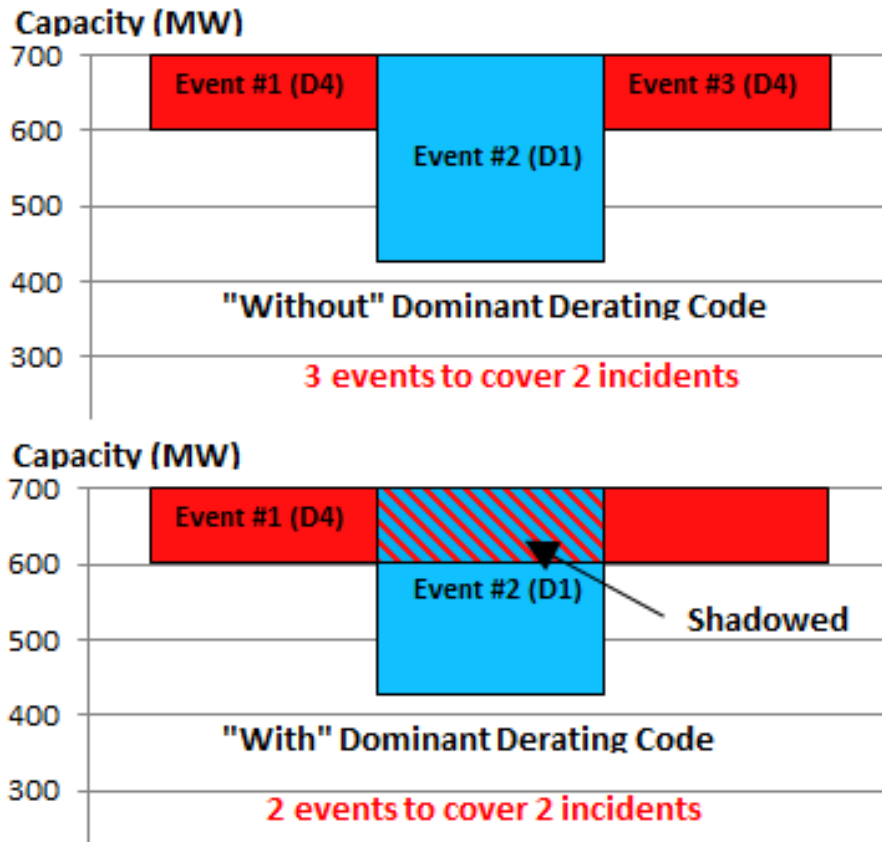 Capacity (MW)
700
Event #1 (D4)
Event #3 (D4)
600
Event #2 (D1)
500
400
"Without" Dominant Derating Code
300
3 events to cover 2 incidents
Capacity (MW)
700
Event #1 (D4)
600
Event #2 (D1)
Shadowed
500
400
"With" Dominant Derating Code
300
2 events to cover 2 incidents